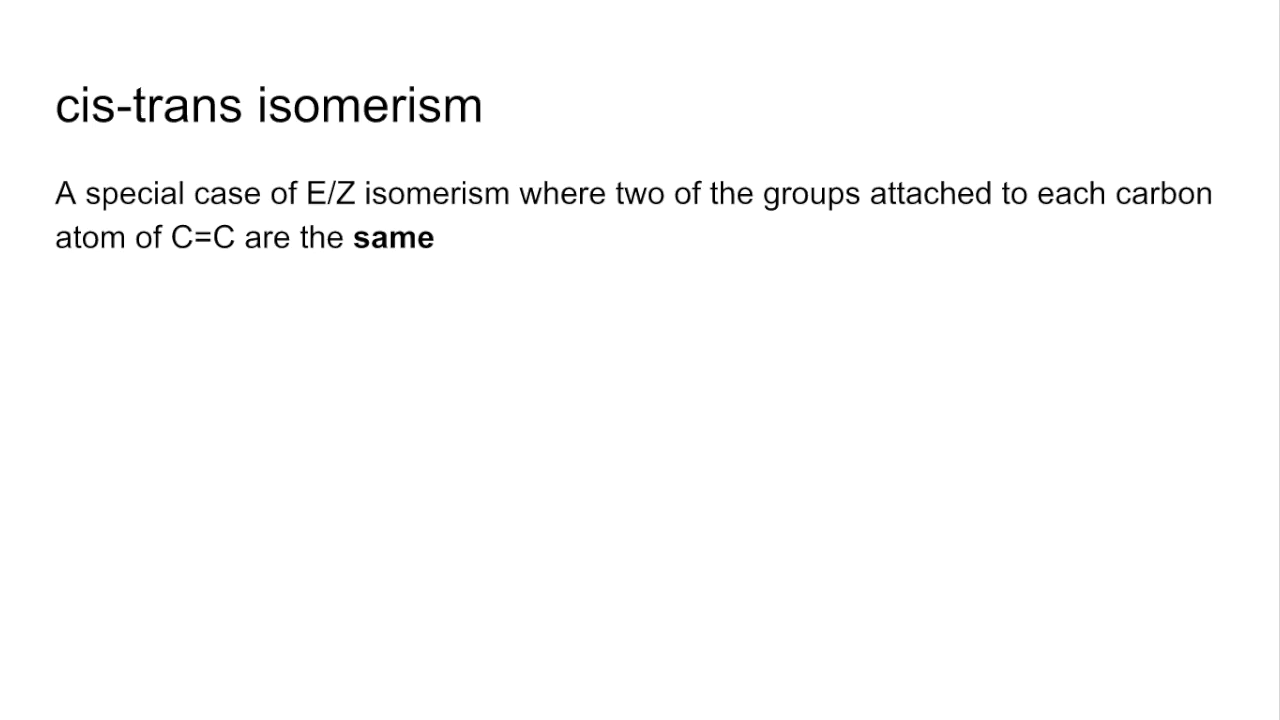 cis-trans isomerism
A special case of E/Z isomerism where two of the groups attached to each carbon
atom of C=C are the same